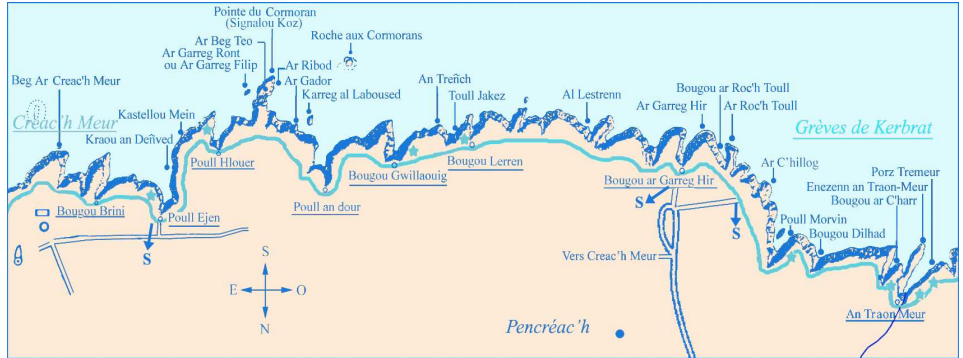 Pointe du Cormoran
(Signalou Koz)
Ar Beg Teo
Ar Garreg Ront
ou Ar Garreg Filip
Roche aux Cormorans
Ar Ribod
Ar Gador
Karreg al Laboused
Beg Ar Creac'h Meur
Creac'h Meur
Kastellou Mein
Kraou an Deñved
An Treñch
Toull Jakez
Al Lestrenn
Bougou ar Roc'h Toull
Ar Garreg Hir
Ar Roc'h Toull
Grèves de Kerbrat
Ar C'hillog
Porz Tremeur
Enezenn an Traon-Meur
Bougou ar C'harr
Poull Morvin
Bougou Dilhad
Poull Hlouer
Bougou Gwillaouig
Bougou Lerren
Bougou ar Garreg Hir
Bougou Brini
Poull Ejen
Poull an dour
S
S
S
Vers Creac'h Meur
S
E
O
N
An Traon Meur
Pencréac'h